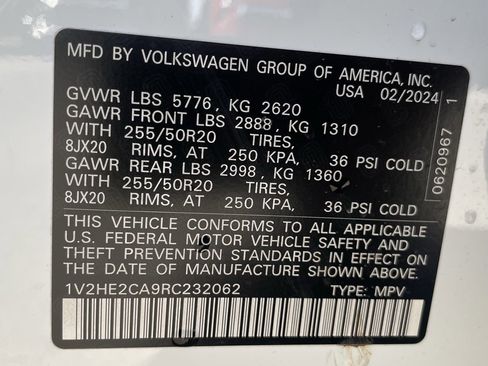 MFD BY VOLKSWAGEN GROUP OF AMERICA, INC.
USA 02/2024
GVWR LBS 5776, KG 2620
GAWR FRONT LBS 2888, KG 1310
WITH 255/50R20 TIRES,
8JX20 RIMS, AT 250 KPA, 36 PSI COLD
GAWR REAR LBS 2998, KG 1360
WITH 255/50R20 TIRES,
8JX20 RIMS, AT 250 KPA, 36 PSI COLD
THIS VEHICLE CONFORMS TO ALL APPLICABLE
U.S. FEDERAL MOTOR VEHICLE SAFETY AND
THEFT PREVENTION STANDARDS IN EFFECT ON
THE DATE OF MANUFACTURE SHOWN ABOVE
1V2HE2CA9RC232062 TYPE: MPV
0620967 1